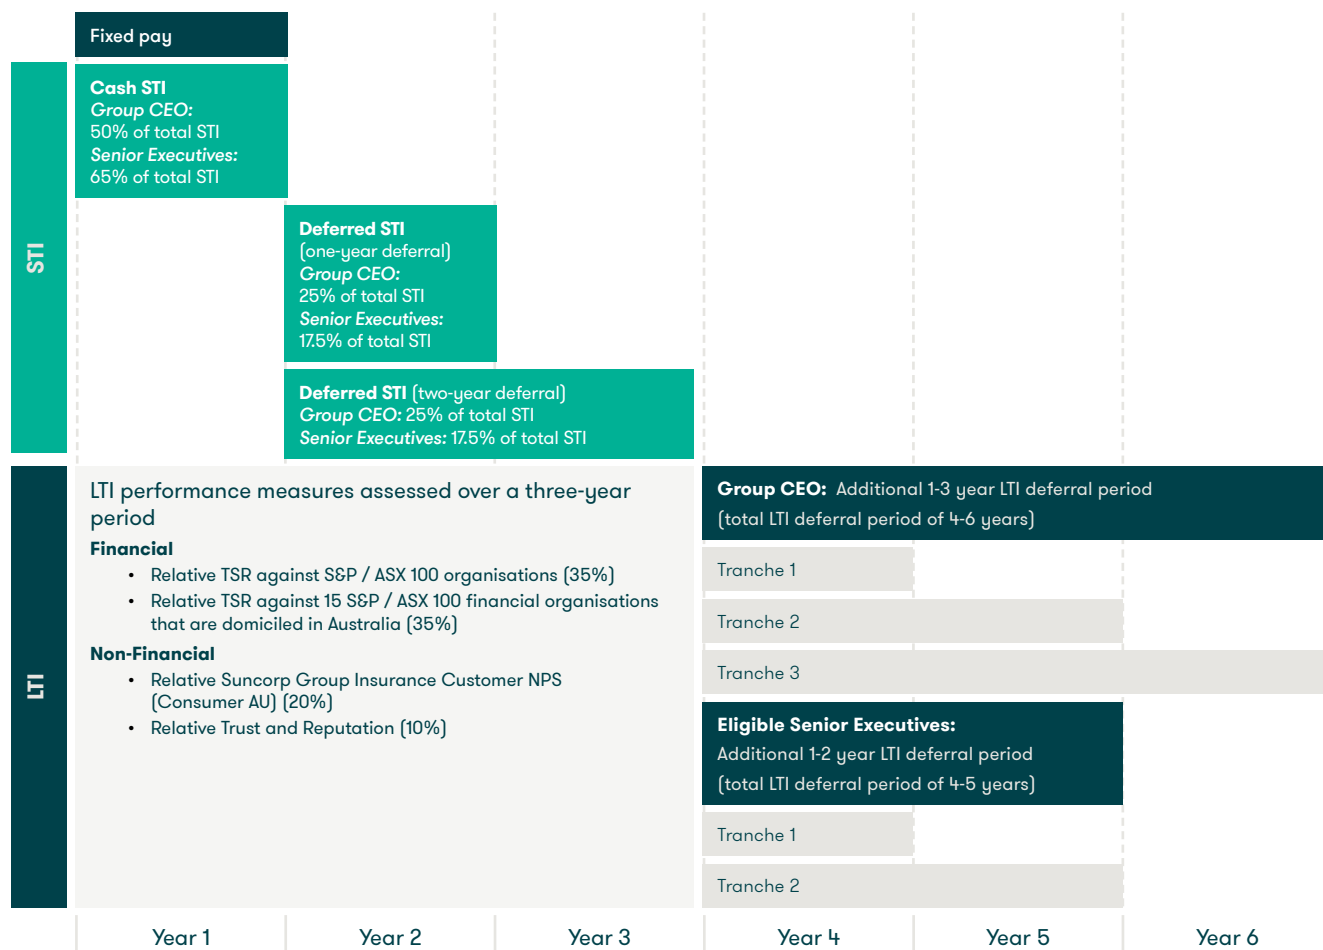 Fixed pay
STI
Cash STI
Group CEO:
50% of total STI
Senior Executives:
65% of total STI
Deferred STI
(one-year deferral)
Group CEO:
25% of total STI
Senior Executives:
17.5% of total STI
Deferred STI (two-year deferral)
Group CEO: 25% of total STI
Senior Executives: 17.5% of total STI
LTI
LTI performance measures assessed over a three-year
period
Financial
• Relative TSR against S&P / ASX 100 organisations (35%)
• Relative TSR against 15 S&P / ASX 100 financial organisations
that are domiciled in Australia (35%)
Non-Financial
• Relative Suncorp Group Insurance Customer NPS
(Consumer AU) (20%)
• Relative Trust and Reputation (10%)
Group CEO: Additional 1-3 year LTI deferral period
(total LTI deferral period of 4-6 years)
Tranche 1
Tranche 2
Tranche 3
Eligible Senior Executives:
Additional 1-2 year LTI deferral period
(total LTI deferral period of 4-5 years)
Tranche 1
Tranche 2
Year 1
Year 2
Year 3
Year 4
Year 5
Year 6